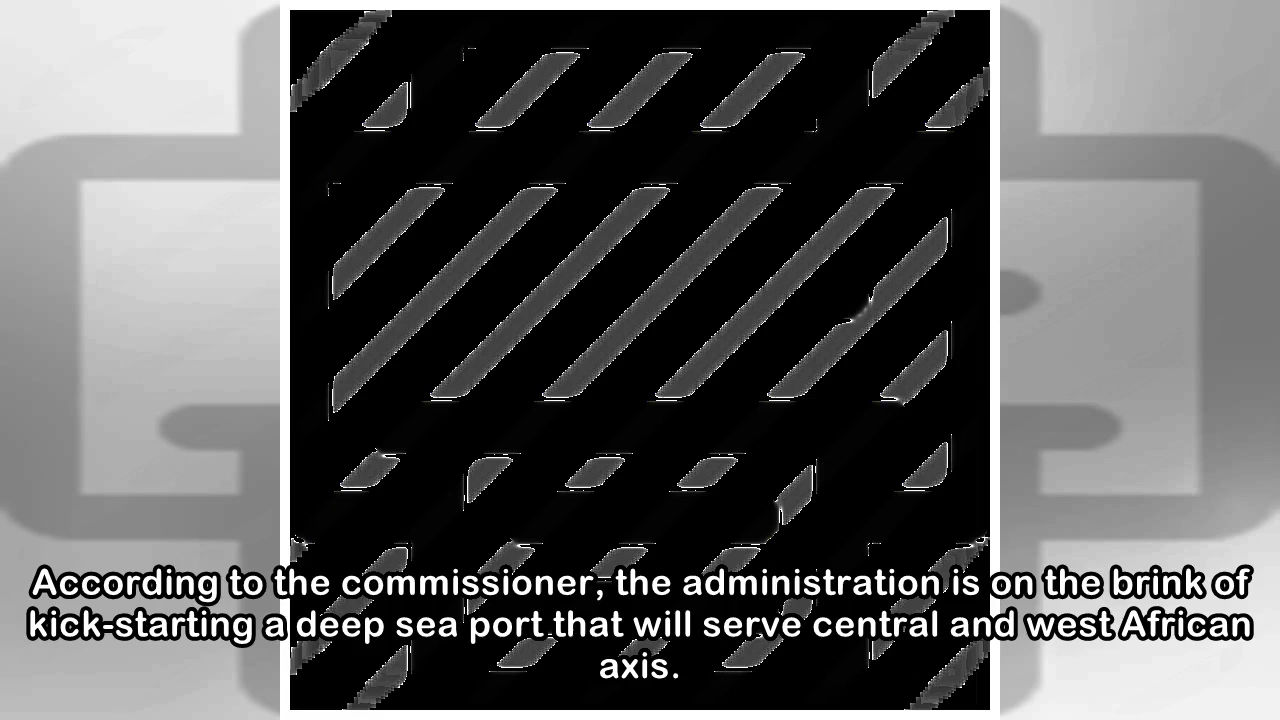 According to the commissioner, the administration is on the brink of
kick-starting a deep sea port that will serve central and west African
axis.